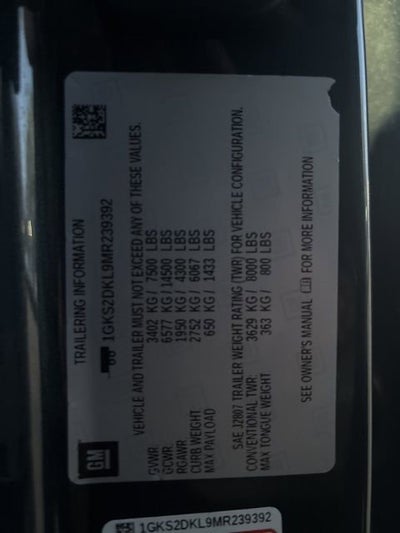 GM
TRAILERING INFORMATION
1GKS2DKL9MR239392
VEHICLE AND TRAILER MUST NOT EXCEED ANY OF THESE VALUES.
GVWR 3402 KG / 7500 LBS
GCWR 6577 KG / 14500 LBS
RGAWR 1950 KG / 4300 LBS
CURB WEIGHT 2752 KG / 6067 LBS
MAX PAYLOAD 650 KG / 1433 LBS
SAE J2807 TRAILER WEIGHT RATING (TWR) FOR VEHICLE CONFIGURATION.
CONVENTIONAL TWR: 3629 KG / 8000 LBS
MAX TONGUE WEIGHT 363 KG / 800 LBS
SEE OWNER'S MANUAL FOR MORE INFORMATION
1GKS2DKL9MR239392